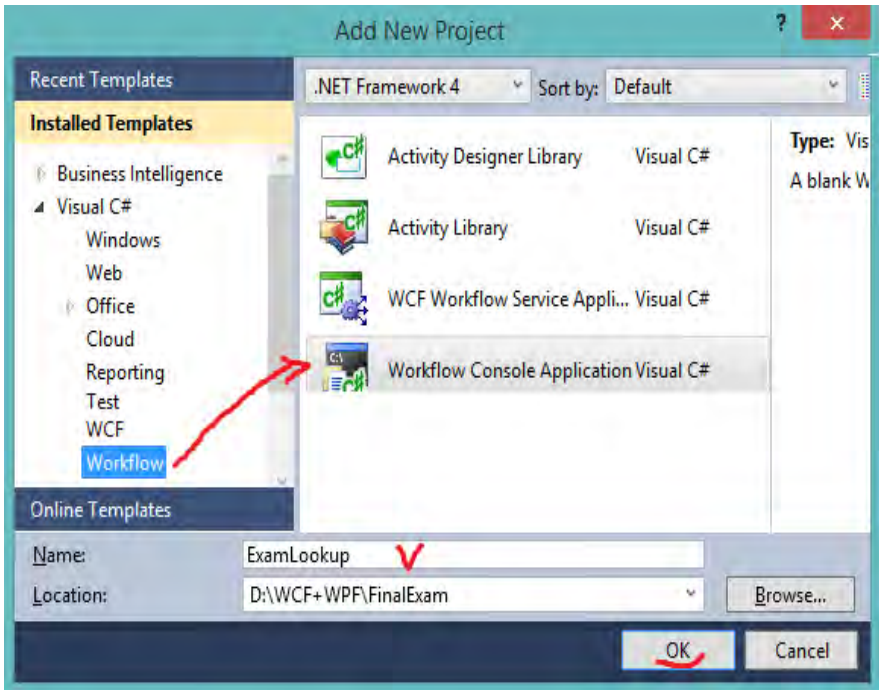 Add New Project
?
Recent Templates
.NET Framework 4 Sort by: Default
Installed Templates
Business Intelligence
Visual C#
Windows
Web
Office
Cloud
Reporting
Test
WCF
Workflow
Online Templates
Activity Designer Library Visual C#
Activity Library Visual C#
WCF Workflow Service Appli... Visual C#
Workflow Console Application Visual C#
Type: Vis
A blank W
Name: ExamLookup
Location: D:\WCF+WPF\FinalExam Browse...
OK Cancel